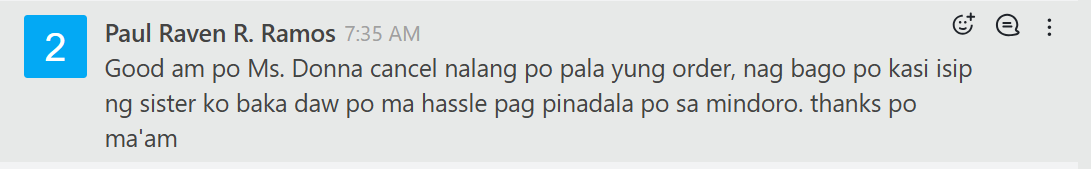 2
Paul Raven R. Ramos 7:35 AM
Good am po Ms. Donna cancel nalang po pala yung order, nag bago po kasi isip
ng sister ko baka daw po ma hassle pag pinadala po sa mindoro. thanks po
ma'am